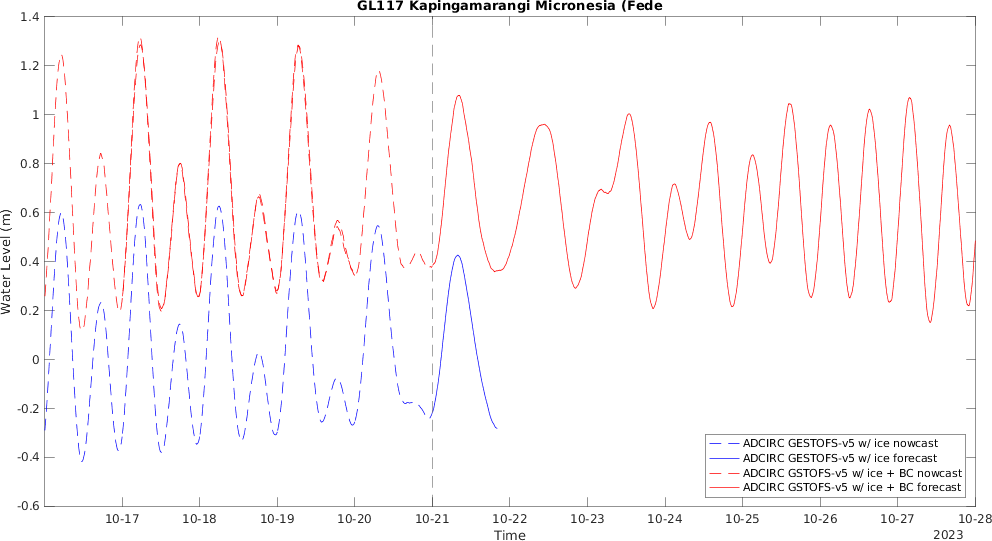 GL117 Kapingamarangi Micronesia (Fede
1.4
1.2
1
0.8
0.6
0.4
0.2
0
-0.2
-0.4
-0.6
Water Level (m)
ADCIRC GESTOFS-v5 w/ ice nowcast
ADCIRC GESTOFS-v5 w/ ice forecast
ADCIRC GSTOFS-v5 w/ ice + BC nowcast
ADCIRC GSTOFS-v5 w/ ice + BC forecast
10-17 10-18 10-19 10-20 10-21 10-22 10-23 10-24 10-25 10-26 10-27 10-28
Time
2023